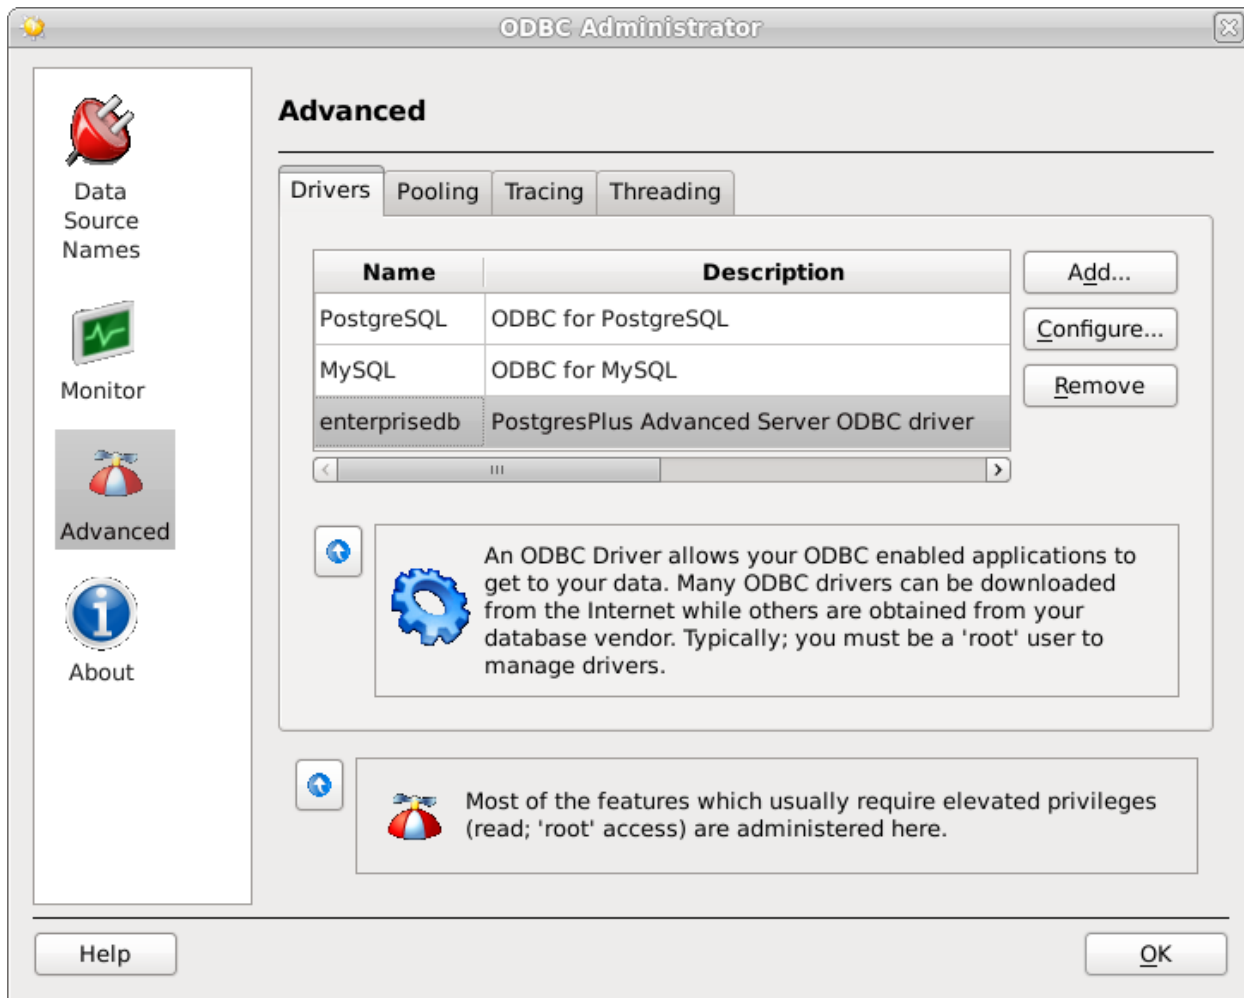 ODBC Administrator
Data
Source
Names
Monitor
Advanced
About
Advanced
Drivers Pooling Tracing Threading
Name Description
PostgreSQL ODBC for PostgreSQL
MySQL ODBC for MySQL
enterprisedb PostgresPlus Advanced Server ODBC driver
Add...
Configure...
Remove
An ODBC Driver allows your ODBC enabled applications to
get to your data. Many ODBC drivers can be downloaded
from the Internet while others are obtained from your
database vendor. Typically; you must be a 'root' user to
manage drivers.
Most of the features which usually require elevated privileges
(read; 'root' access) are administered here.
Help OK